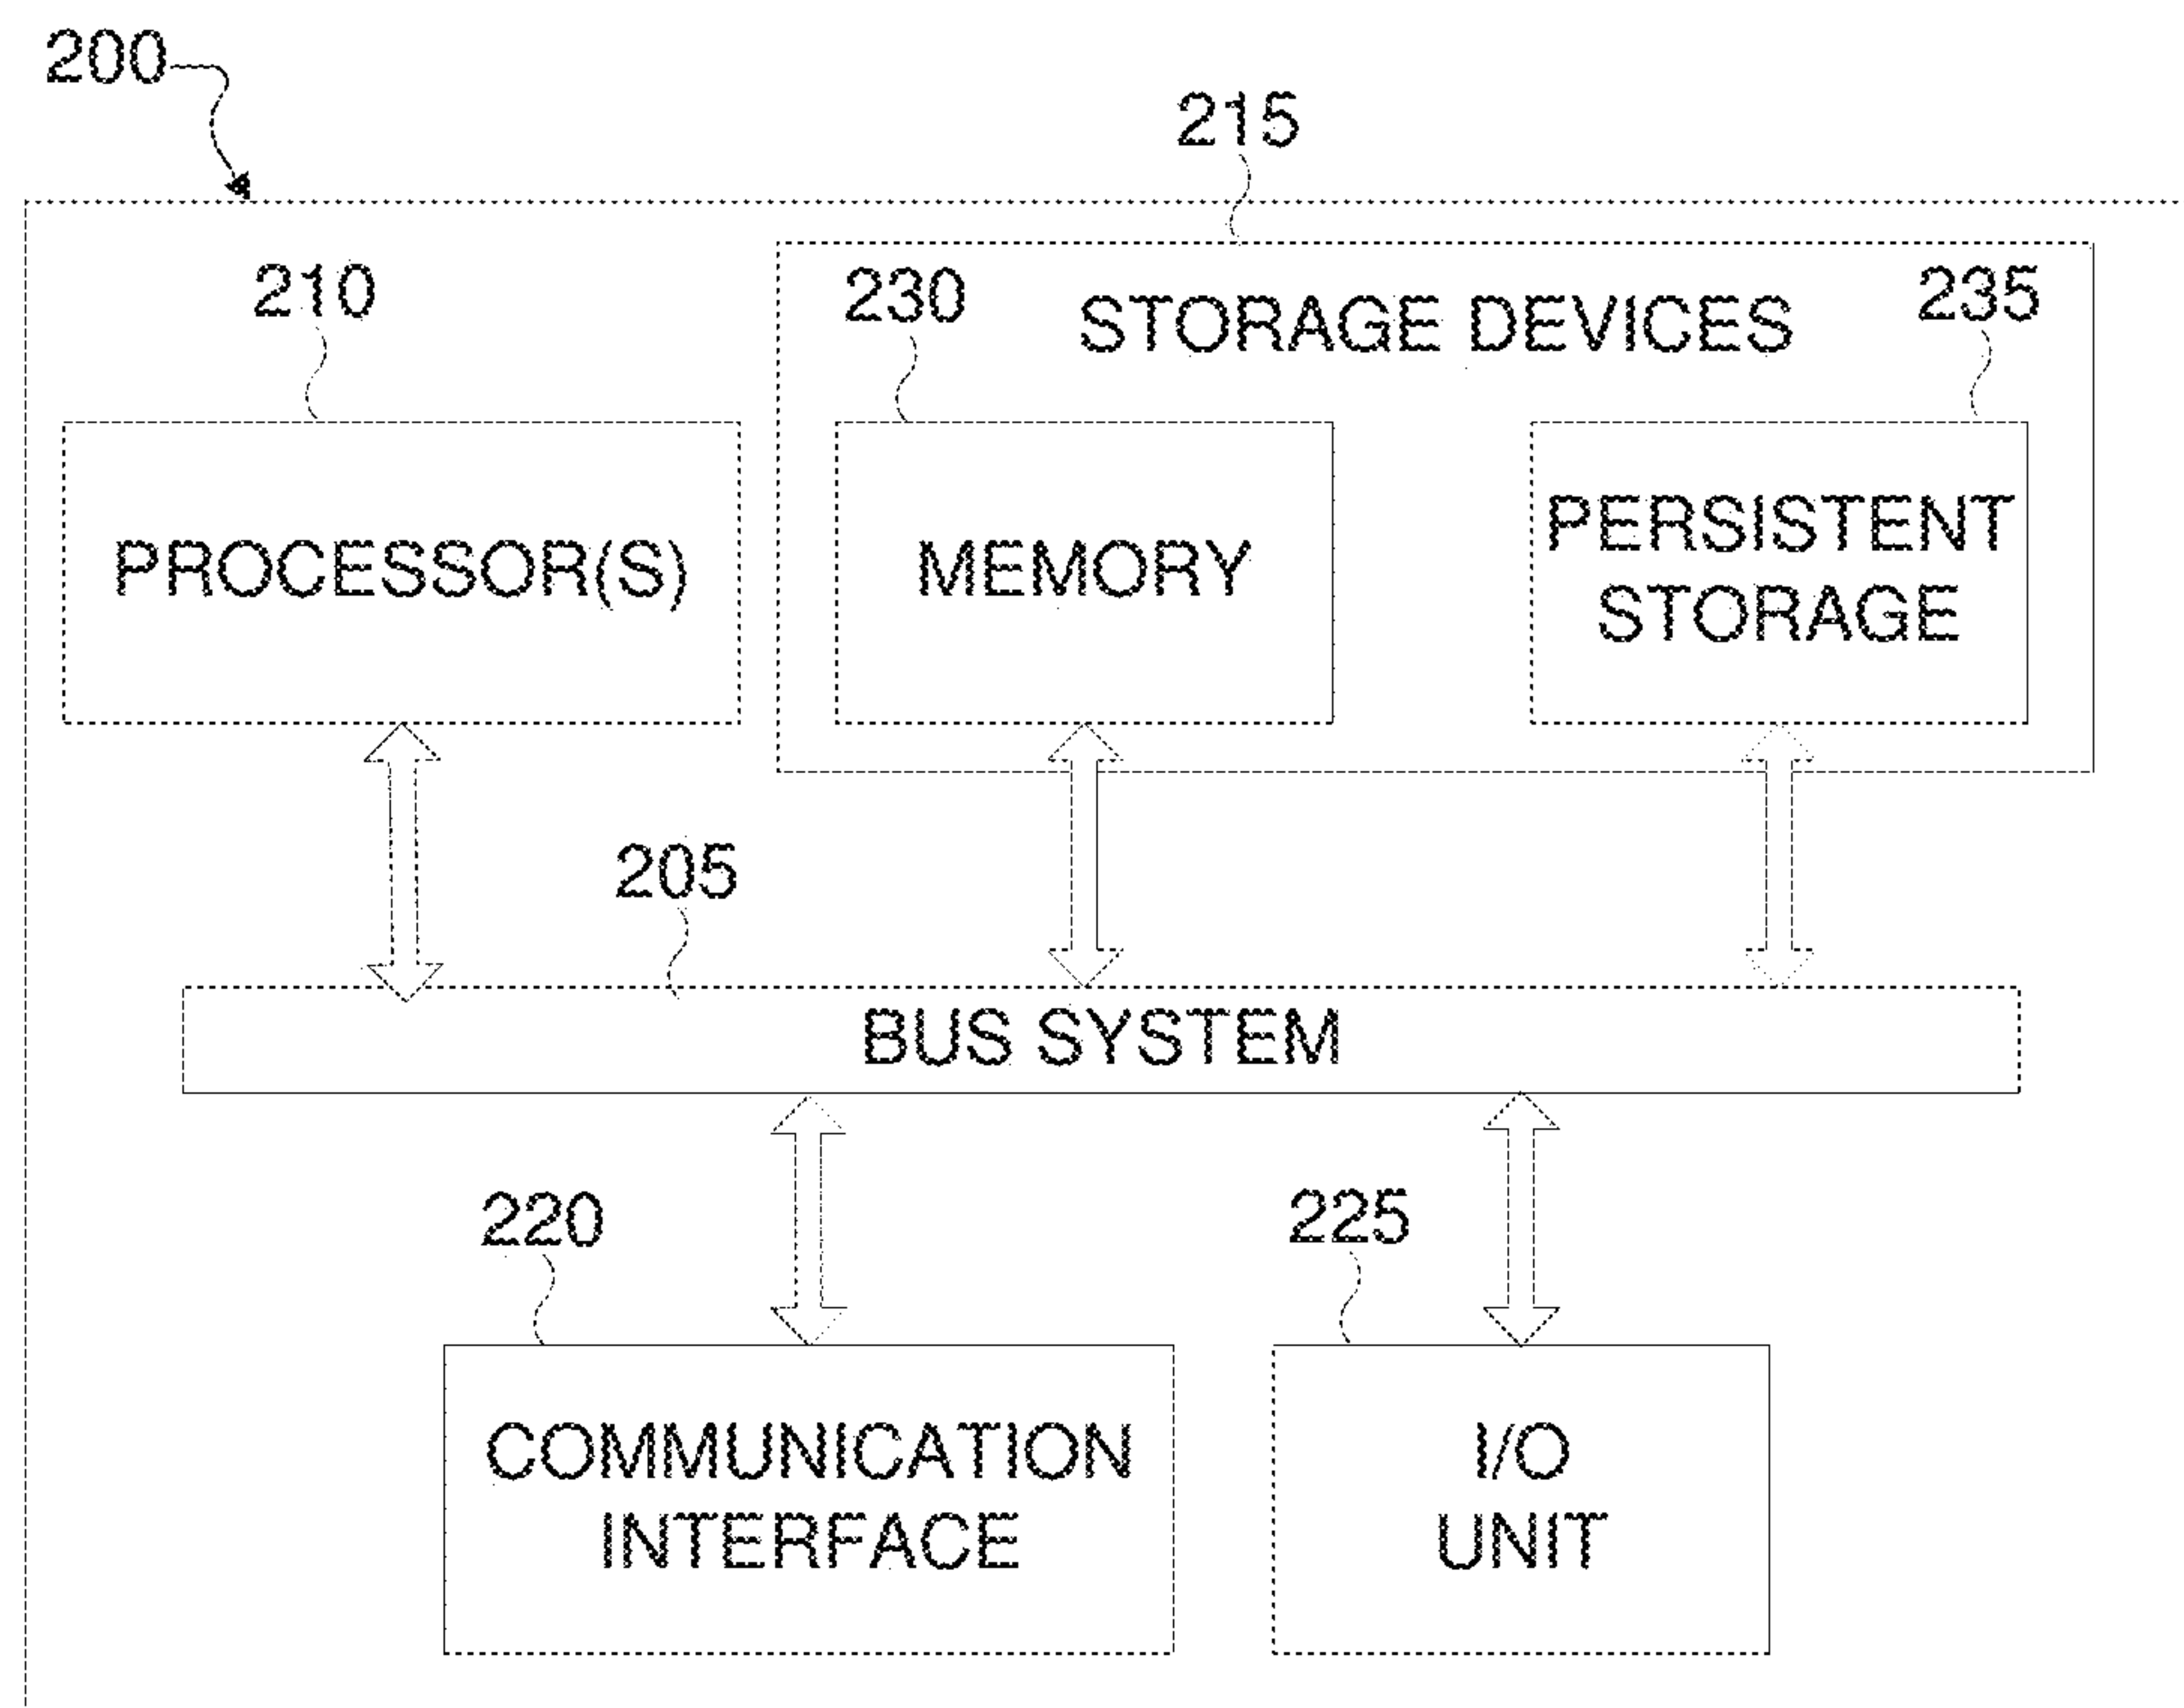 200
215
210
230
STORAGE DEVICES
235
PROCESSOR(S)
MEMORY
PERSISTENT
STORAGE
205
BUS SYSTEM
220
225
COMMUNICATION
INTERFACE
I/O
UNIT